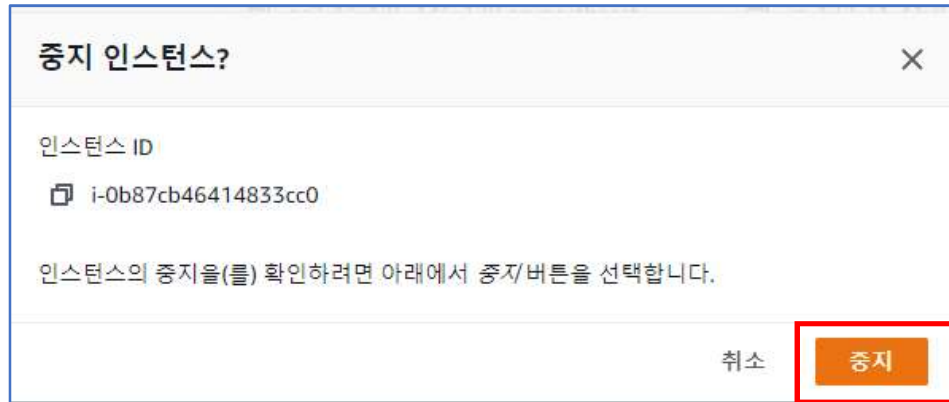 중지 인스턴스?
인스턴스 ID
i-0b87cb46414833cc0
인스턴스의 중지을(를) 확인하려면 아래에서 중지 버튼을 선택합니다.
취소
중지